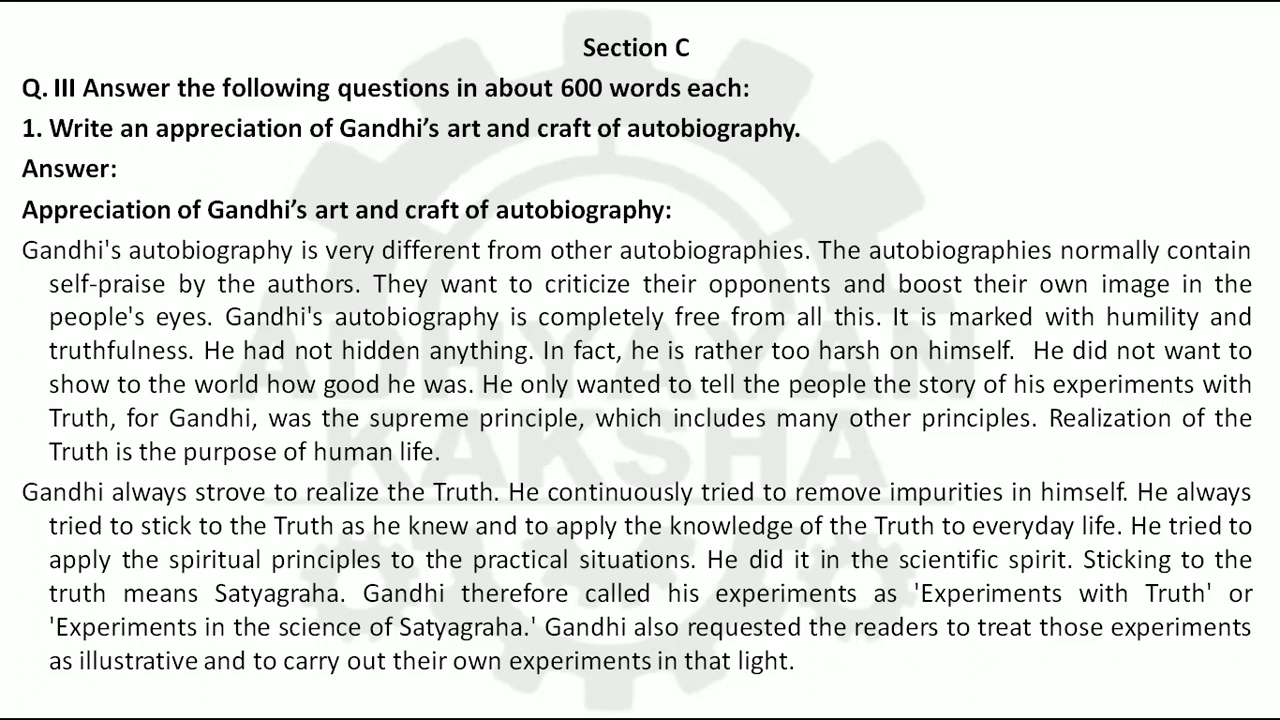 Section C
Q. III Answer the following questions in about 600 words each:
1. Write an appreciation of Gandhi’s art and craft of autobiography.
Answer:
Appreciation of Gandhi’s art and craft of autobiography:
Gandhi's autobiography is very different from other autobiographies. The autobiographies normally contain
self-praise by the authors. They want to criticize their opponents and boost their own image in the
people's eyes. Gandhi's autobiography is completely free from all this. It is marked with humility and
truthfulness. He had not hidden anything. In fact, he is rather too harsh on himself.  He did not want to
show to the world how good he was. He only wanted to tell the people the story of his experiments with
Truth, for Gandhi, was the supreme principle, which includes many other principles. Realization of the
Truth is the purpose of human life.
Gandhi always strove to realize the Truth. He continuously tried to remove impurities in himself. He always
tried to stick to the Truth as he knew and to apply the knowledge of the Truth to everyday life. He tried to
apply the spiritual principles to the practical situations. He did it in the scientific spirit. Sticking to the
truth means Satyagraha. Gandhi therefore called his experiments as 'Experiments with Truth' or
'Experiments in the science of Satyagraha.' Gandhi also requested the readers to treat those experiments
as illustrative and to carry out their own experiments in that light.
ADHYAYAN
KAKSHA